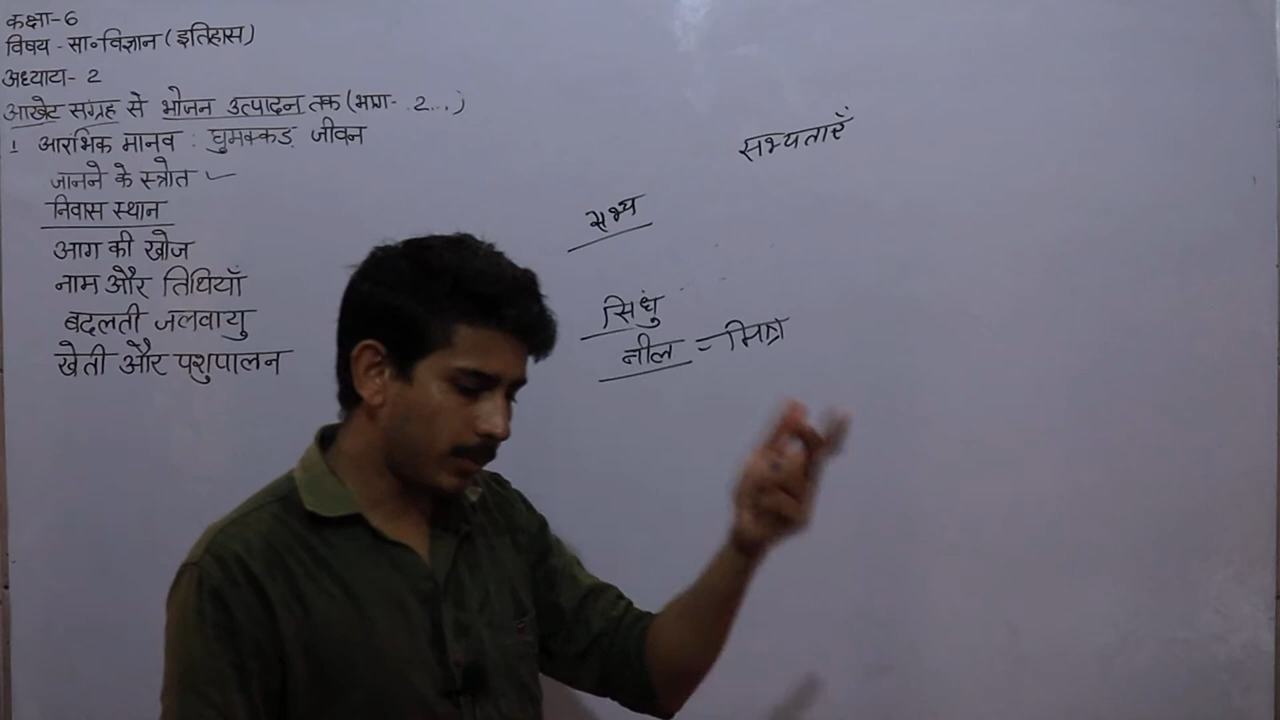 कक्षा-6
विषय - सा॰विज्ञान (इतिहास)
अध्याय- 2
आखेट संग्रह से भोजन उत्पादन तक (भाग- 2...)
1 आरंभिक मानव : घुमक्कड़ जीवन
जानने के स्त्रोत
निवास स्थान
आग की खोज
नाम और तिथियाँ
बदलती जलवायु
खेती और पशुपालन
सभ्यताएँ
सभ्य
सिंधु
नील = मिस्र